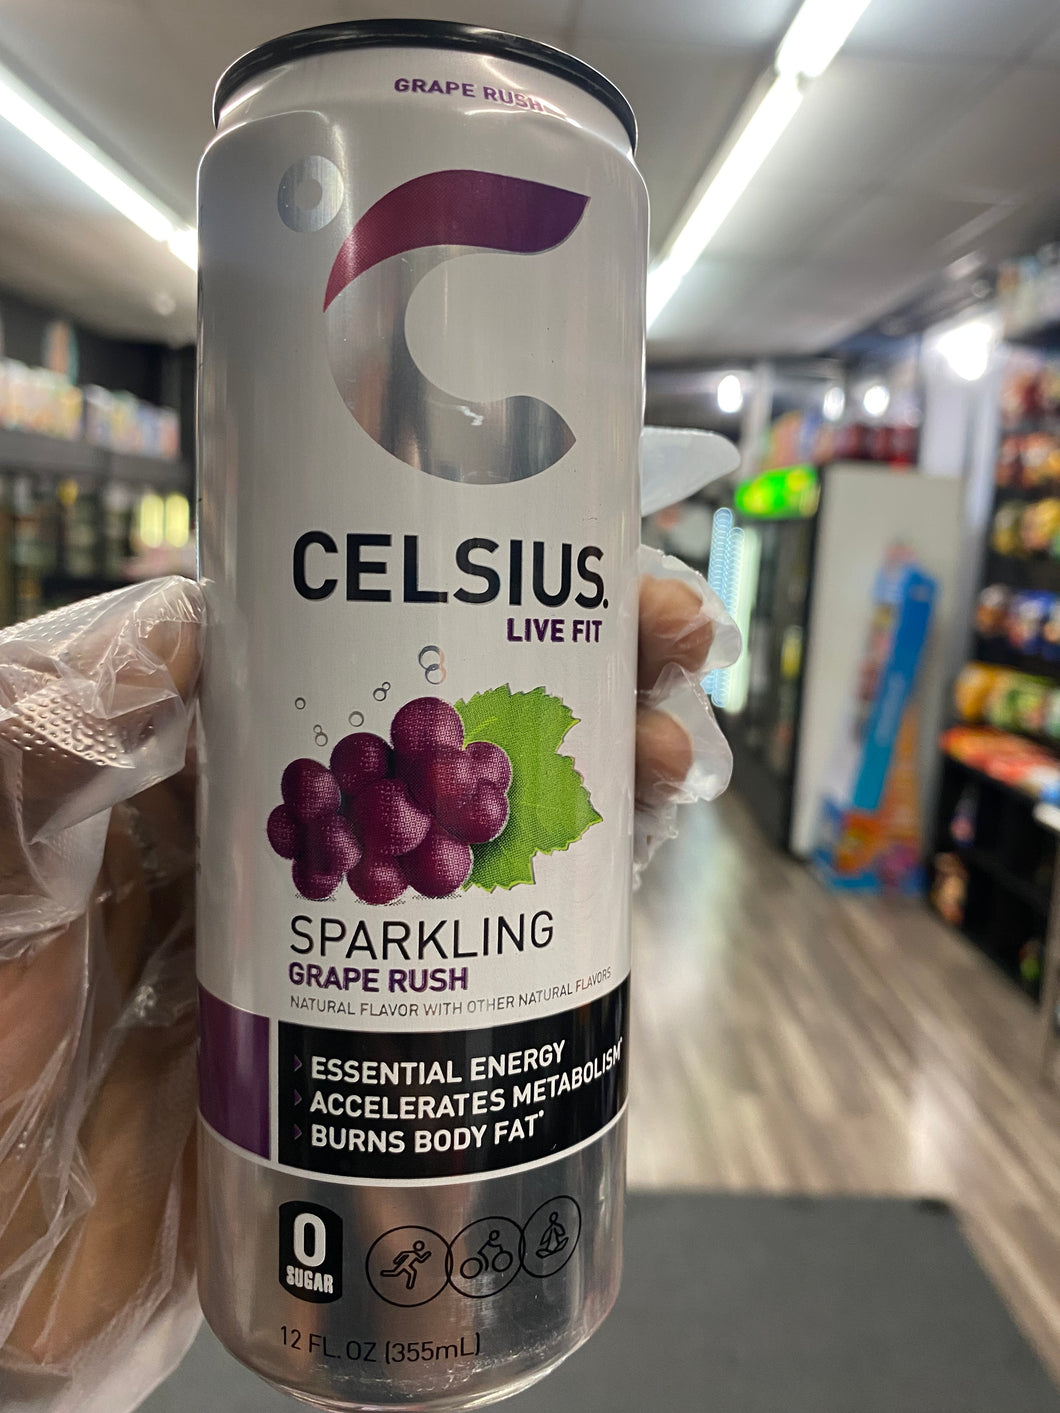 GRAPE RUSH
CELSIUS.
LIVE FIT
SPARKLING
GRAPE RUSH
NATURAL FLAVOR WITH OTHER NATURAL FLAVORS
› ESSENTIAL ENERGY
› ACCELERATES METABOLISM*
› BURNS BODY FAT*
0
SUGAR
12 FL. OZ (355mL)